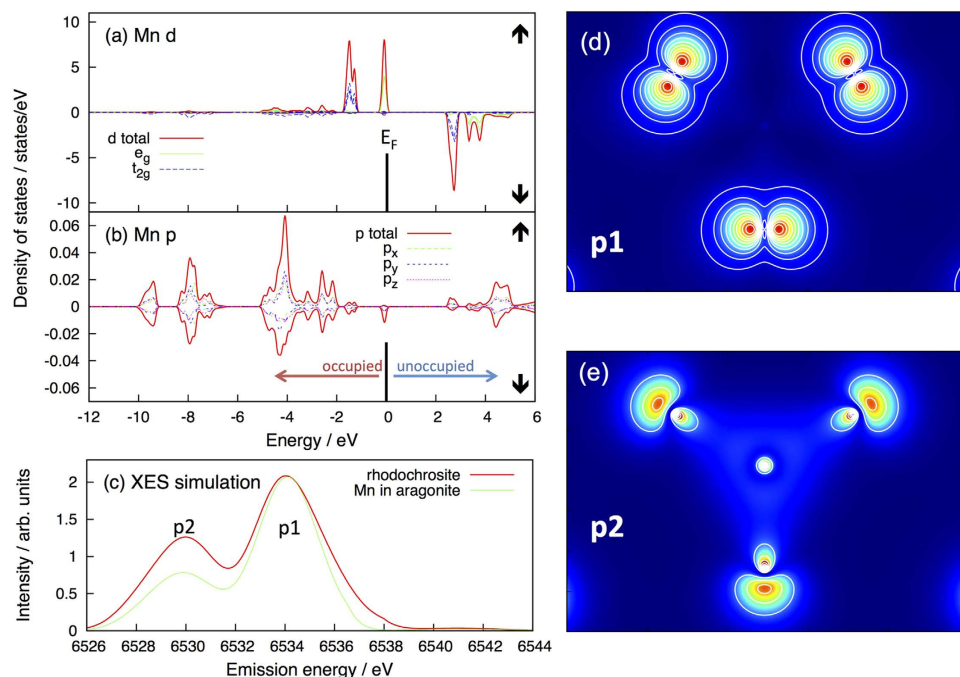 (a) Mn d
10
5
0
-5
-10
d total
e_g
t_2g
E_F
Density of states / states/eV
(b) Mn p
0.06
0.04
0.02
0.00
-0.02
-0.04
-0.06
p total
p_x
p_y
p_z
occupied
unoccupied
-12 -10 -8 -6 -4 -2 0 2 4 6
Energy / eV
(c) XES simulation
rhodochrosite
Mn in aragonite
2
1.5
1
0.5
0
p2
p1
Intensity / arb. units
6526 6528 6530 6532 6534 6536 6538 6540 6542 6544
Emission energy / eV
(d)
p1
(e)
p2